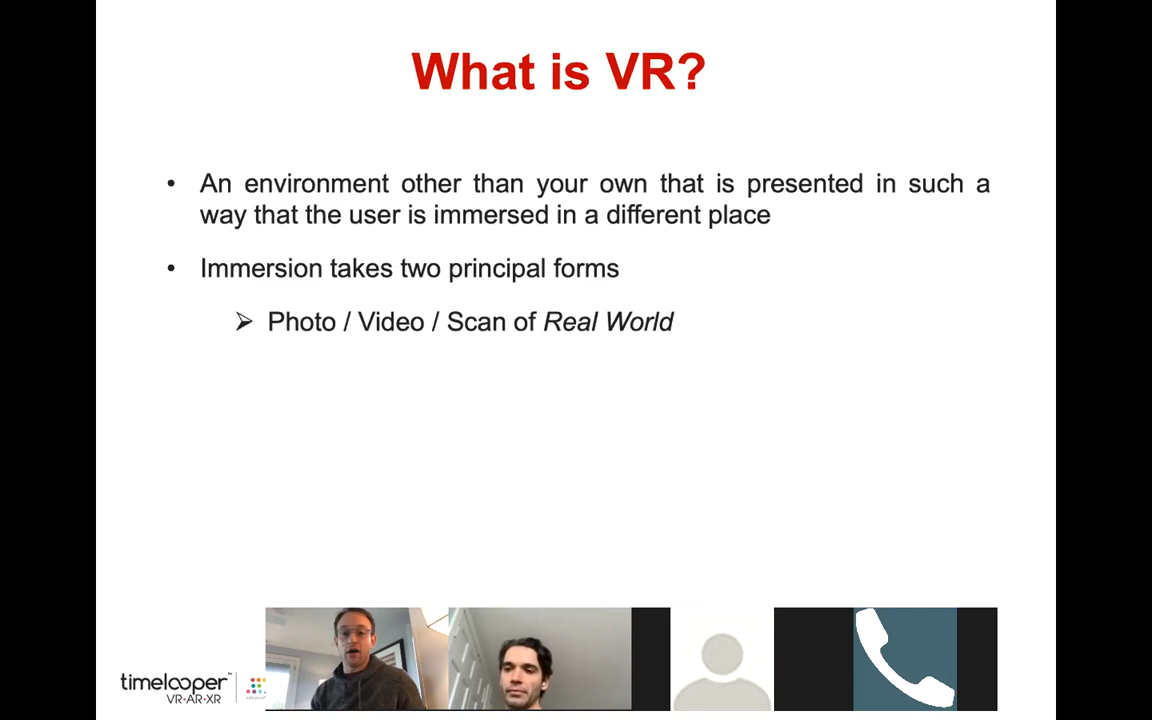 What is VR?
• An environment other than your own that is presented in such a
way that the user is immersed in a different place
• Immersion takes two principal forms
➢ Photo / Video / Scan of Real World
timelooper™
VR·AR·XR